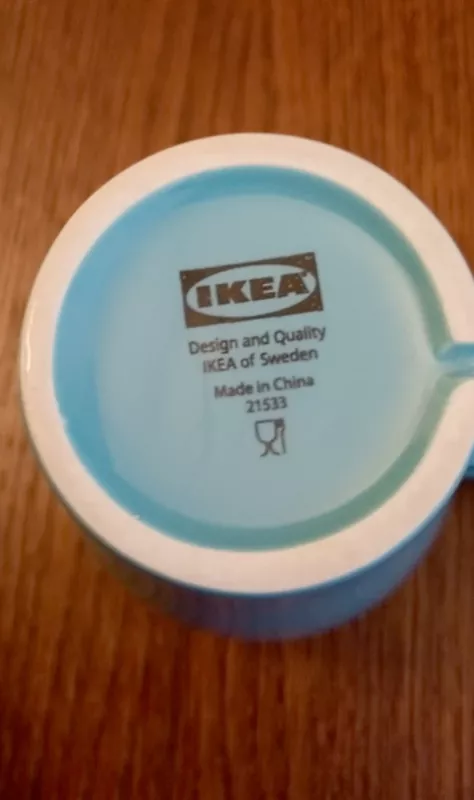 IKEA
Design and Quality
IKEA of Sweden
Made in China
21533